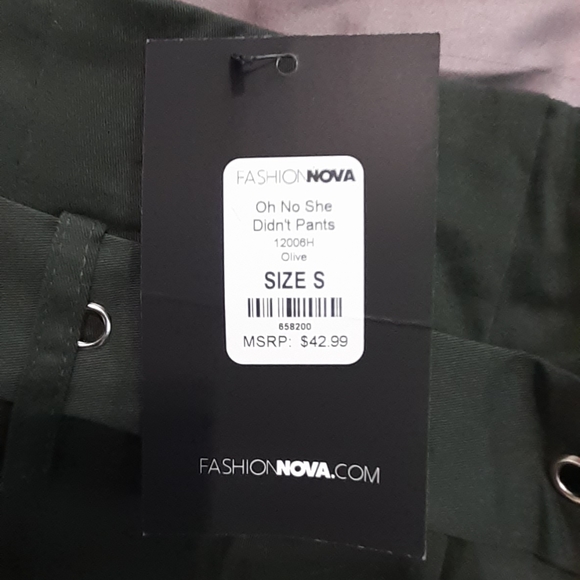 FASHIONNOVA
Oh No She
Didn't Pants
12006H
Olive
SIZE S
658200
MSRP: $42.99
FASHIONNOVA.COM